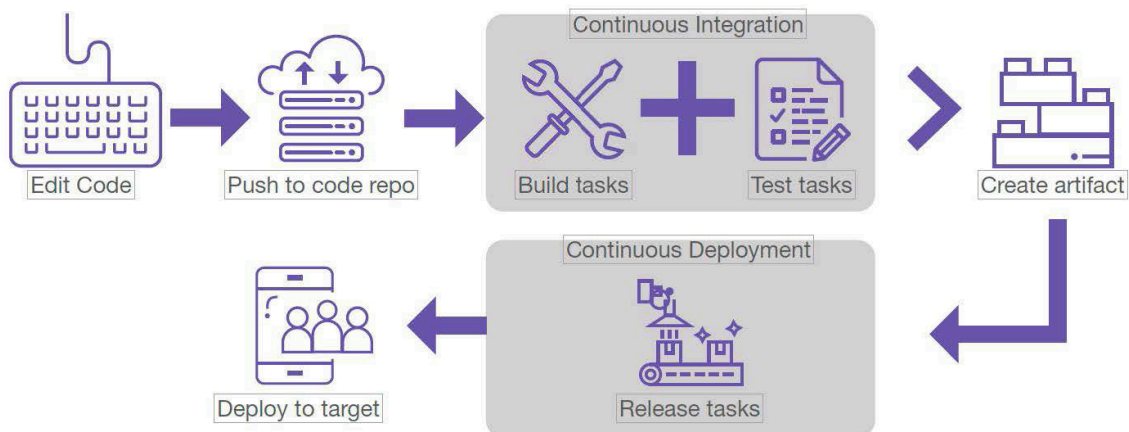 Continuous Integration
Edit Code
Push to code repo
Build tasks
Test tasks
Create artifact
Continuous Deployment
Deploy to target
Release tasks